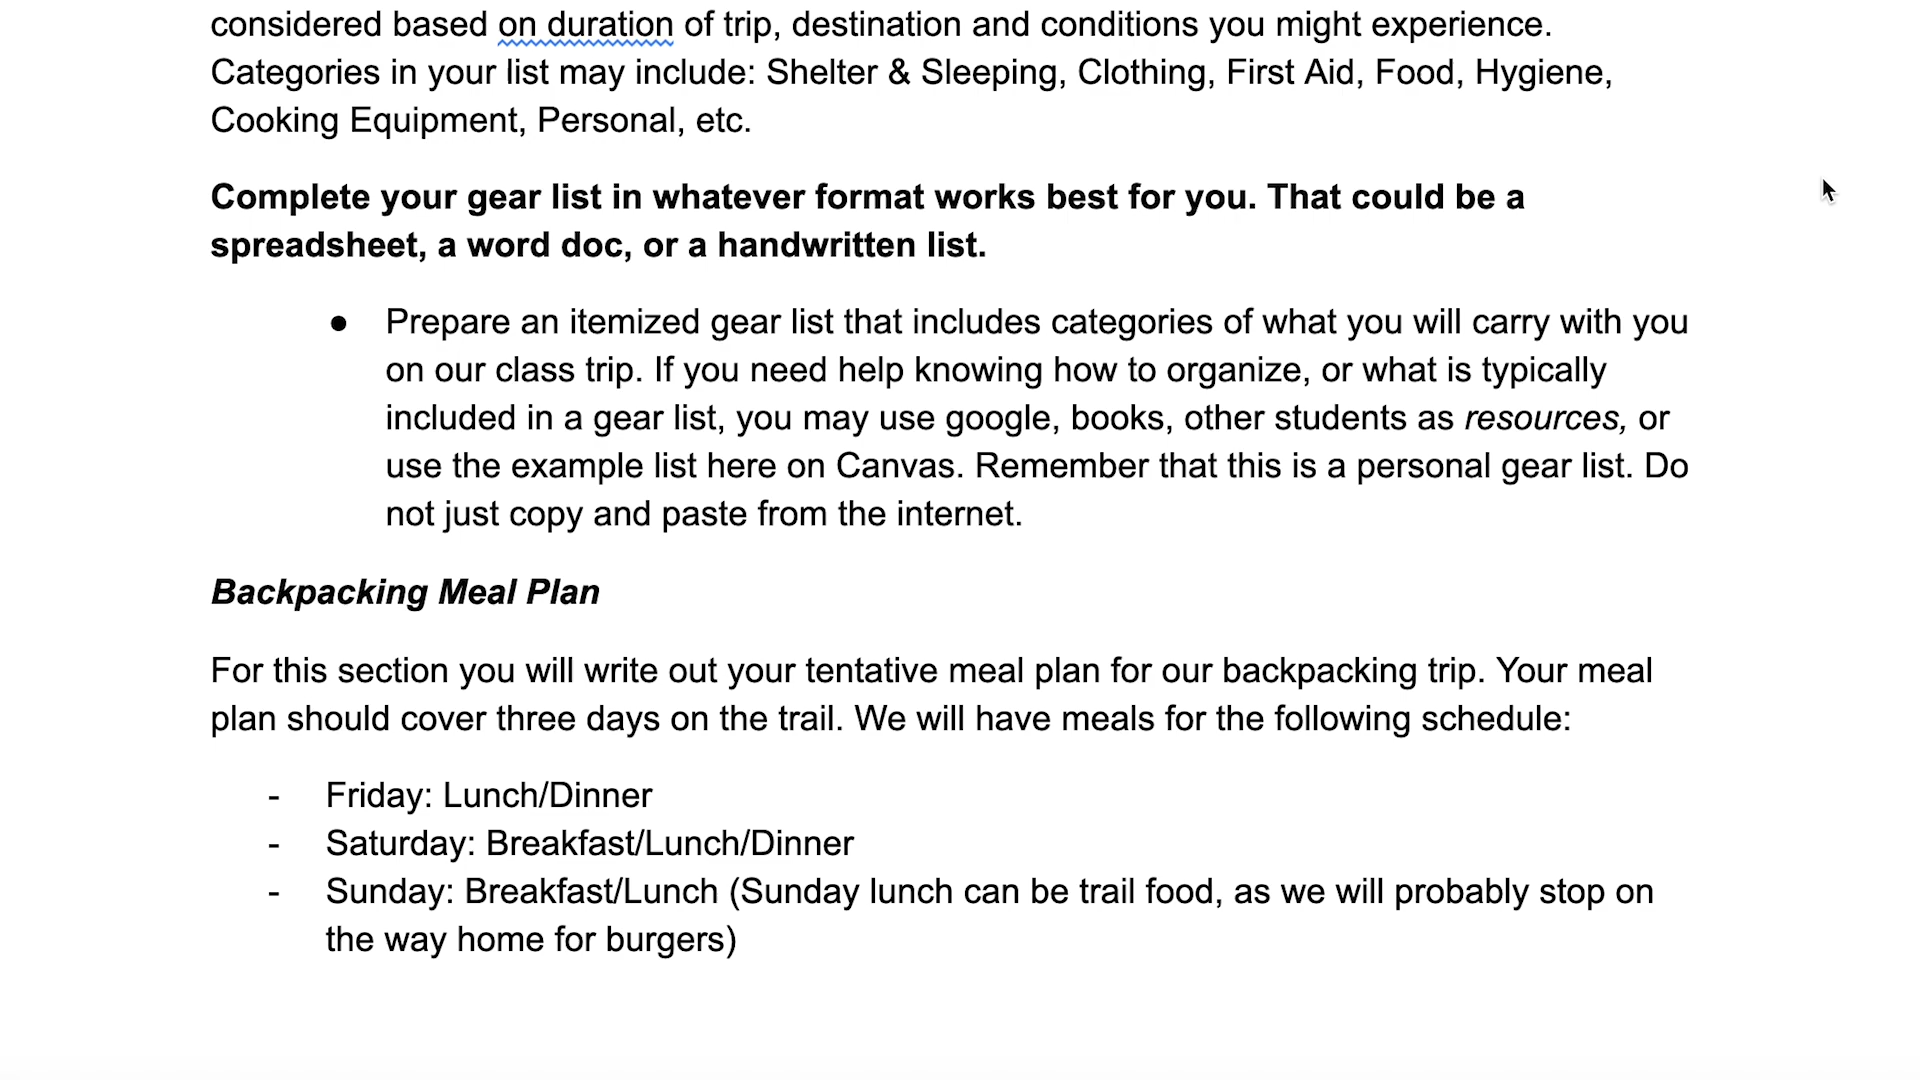 considered based on duration of trip, destination and conditions you might experience.
Categories in your list may include: Shelter & Sleeping, Clothing, First Aid, Food, Hygiene,
Cooking Equipment, Personal, etc.
Complete your gear list in whatever format works best for you. That could be a
spreadsheet, a word doc, or a handwritten list.
● Prepare an itemized gear list that includes categories of what you will carry with you
on our class trip. If you need help knowing how to organize, or what is typically
included in a gear list, you may use google, books, other students as resources, or
use the example list here on Canvas. Remember that this is a personal gear list. Do
not just copy and paste from the internet.
Backpacking Meal Plan
For this section you will write out your tentative meal plan for our backpacking trip. Your meal
plan should cover three days on the trail. We will have meals for the following schedule:
- Friday: Lunch/Dinner
- Saturday: Breakfast/Lunch/Dinner
- Sunday: Breakfast/Lunch (Sunday lunch can be trail food, as we will probably stop on
the way home for burgers)